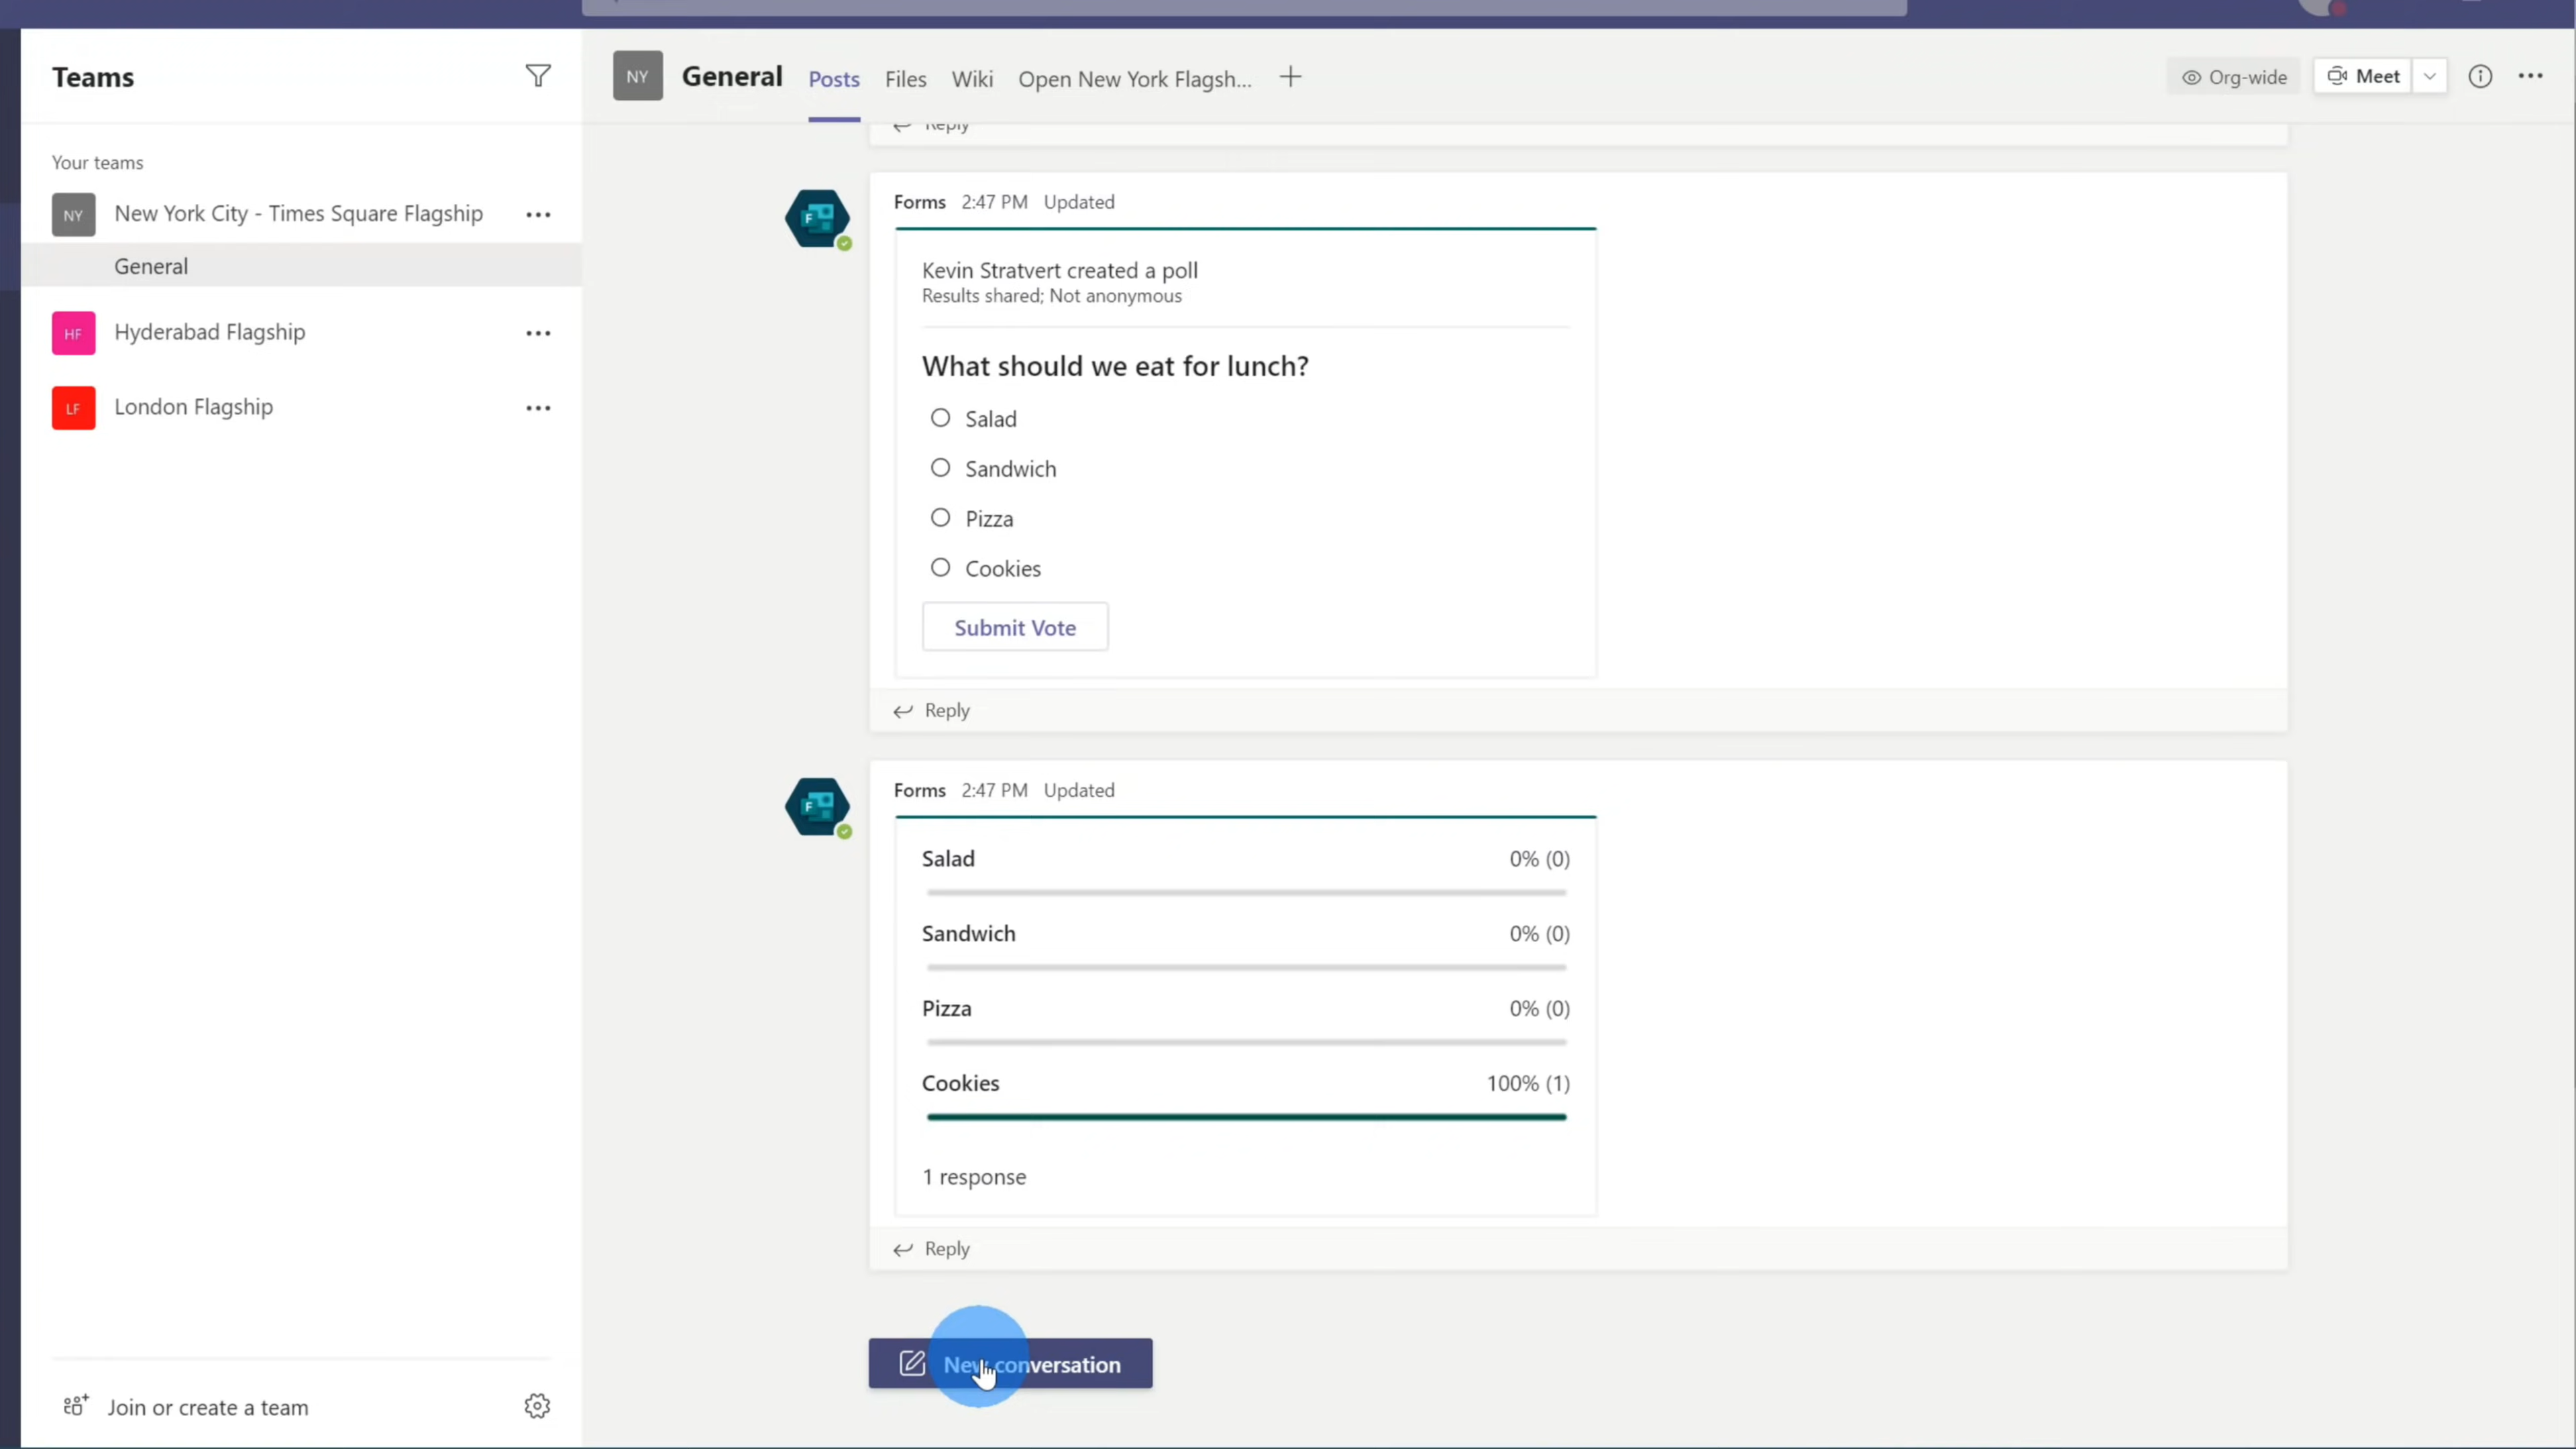 Teams
NY
General
Posts
Files
Wiki
Open New York Flagsh...
Org-wide
Meet
Your teams
NY
New York City - Times Square Flagship
General
HF
Hyderabad Flagship
LF
London Flagship
Join or create a team
Reply
Forms 2:47 PM Updated
Kevin Stratvert created a poll
Results shared; Not anonymous
What should we eat for lunch?
Salad
Sandwich
Pizza
Cookies
Submit Vote
Reply
Forms 2:47 PM Updated
Salad 0% (0)
Sandwich 0% (0)
Pizza 0% (0)
Cookies 100% (1)
1 response
Reply
New conversation